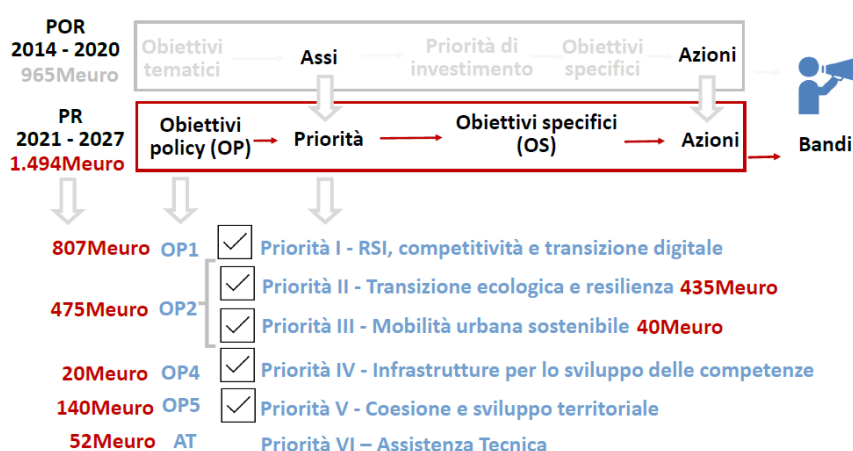 POR
2014 - 2020
965Meuro
Obiettivi
tematici
Assi
Priorità di
investimento
Obiettivi
specifici
Azioni
PR
2021 - 2027
1.494Meuro
Obiettivi
policy (OP)
Priorità
Obiettivi specifici
(OS)
Azioni
Bandi
807Meuro OP1 Priorità I - RSI, competitività e transizione digitale
Priorità II - Transizione ecologica e resilienza 435Meuro
475Meuro OP2
Priorità III - Mobilità urbana sostenibile 40Meuro
20Meuro OP4 Priorità IV - Infrastrutture per lo sviluppo delle competenze
140Meuro OP5 Priorità V - Coesione e sviluppo territoriale
52Meuro AT Priorità VI – Assistenza Tecnica